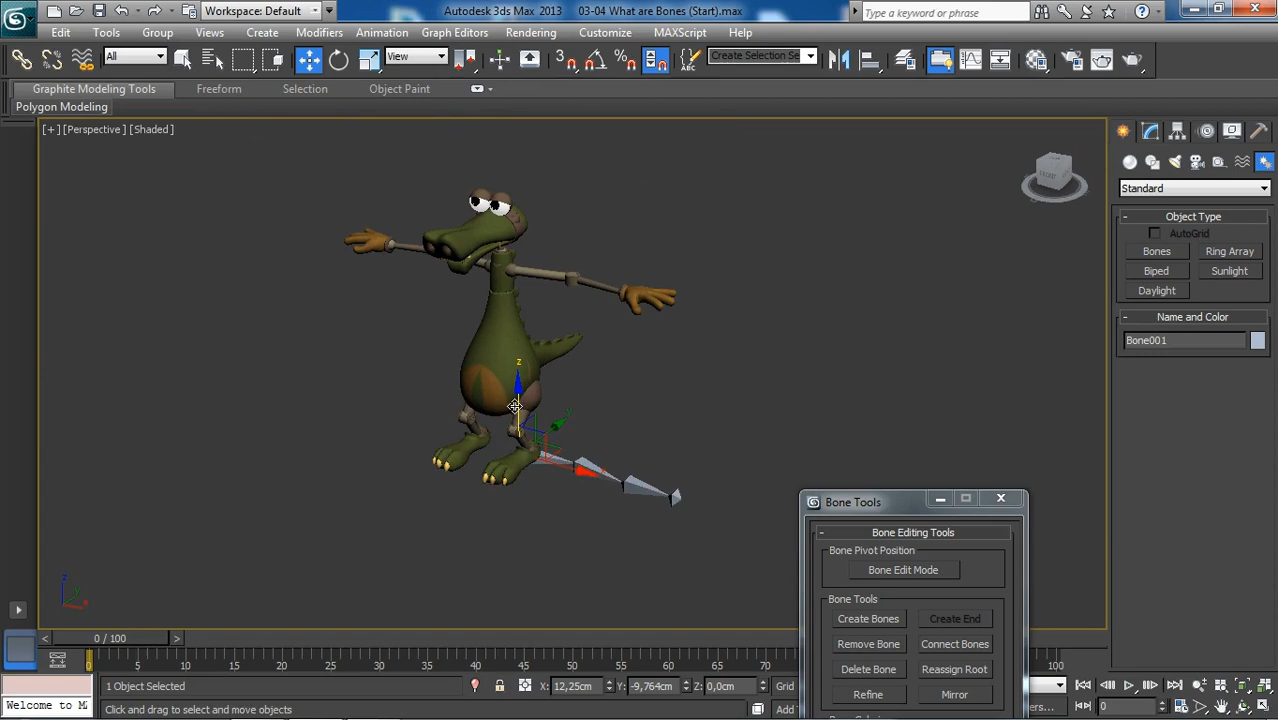 Workspace: Default
Autodesk 3ds Max 2013 03-04 What are Bones (Start).max
Type a keyword or phrase
Edit Tools Group Views Create Modifiers Animation Graph Editors Rendering Customize MAXScript Help
All View Create Selection Se
Graphite Modeling Tools Freeform Selection Object Paint
Polygon Modeling
[+] [Perspective] [Shaded]
FRONT
Standard
- Object Type
AutoGrid
Bones Ring Array
Biped Sunlight
Daylight
- Name and Color
Bone001
z
Bone Tools
- Bone Editing Tools
Bone Pivot Position
Bone Edit Mode
Bone Tools
Create Bones Create End
Remove Bone Connect Bones
Delete Bone Reassign Root
Refine Mirror
z
x
< 0 / 100 >
0 5 10 15 20 25 30 35 40 45 50 55 60 65 70 100
1 Object Selected X: 12,25cm Y: -9,764cm Z: 0,0cm Grid
Welcome to M
Click and drag to select and move objects Add
0